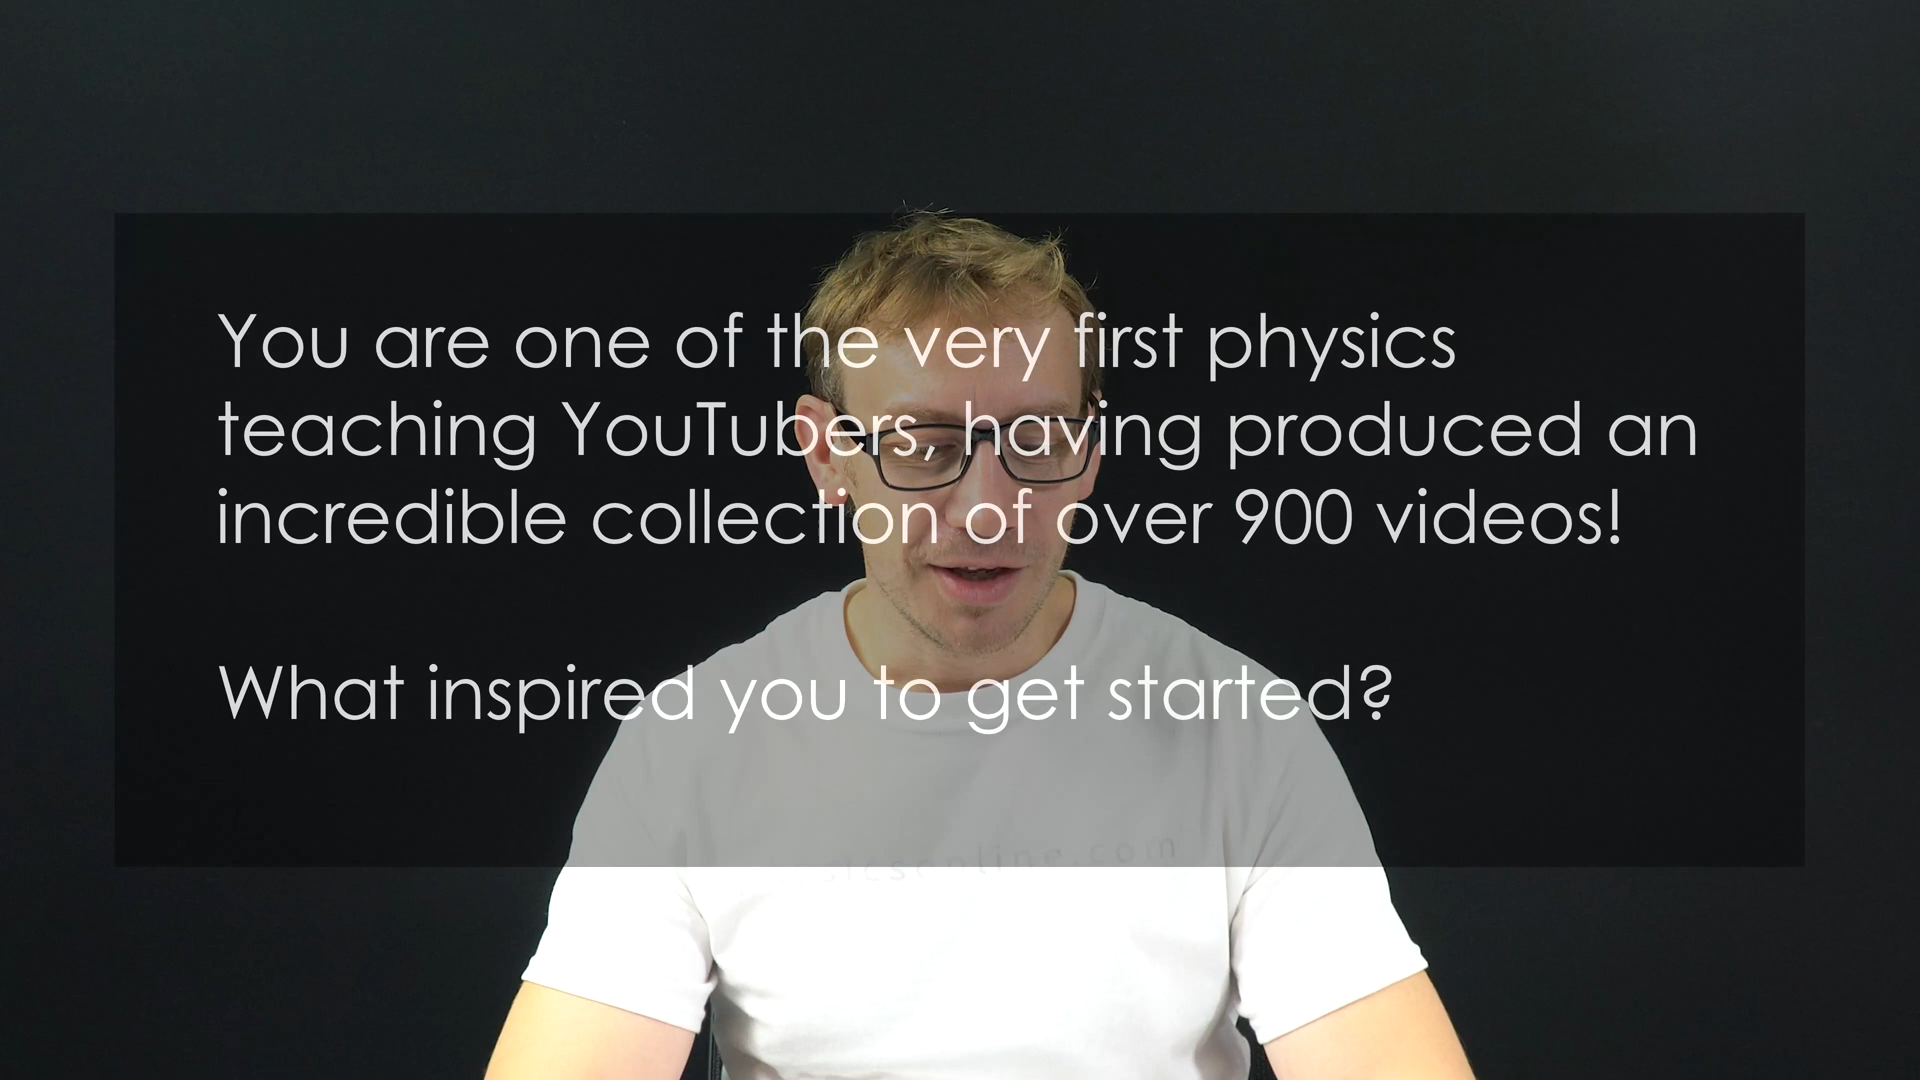 You are one of the very first physics
teaching YouTubers, having produced an
incredible collection of over 900 videos!
What inspired you to get started?